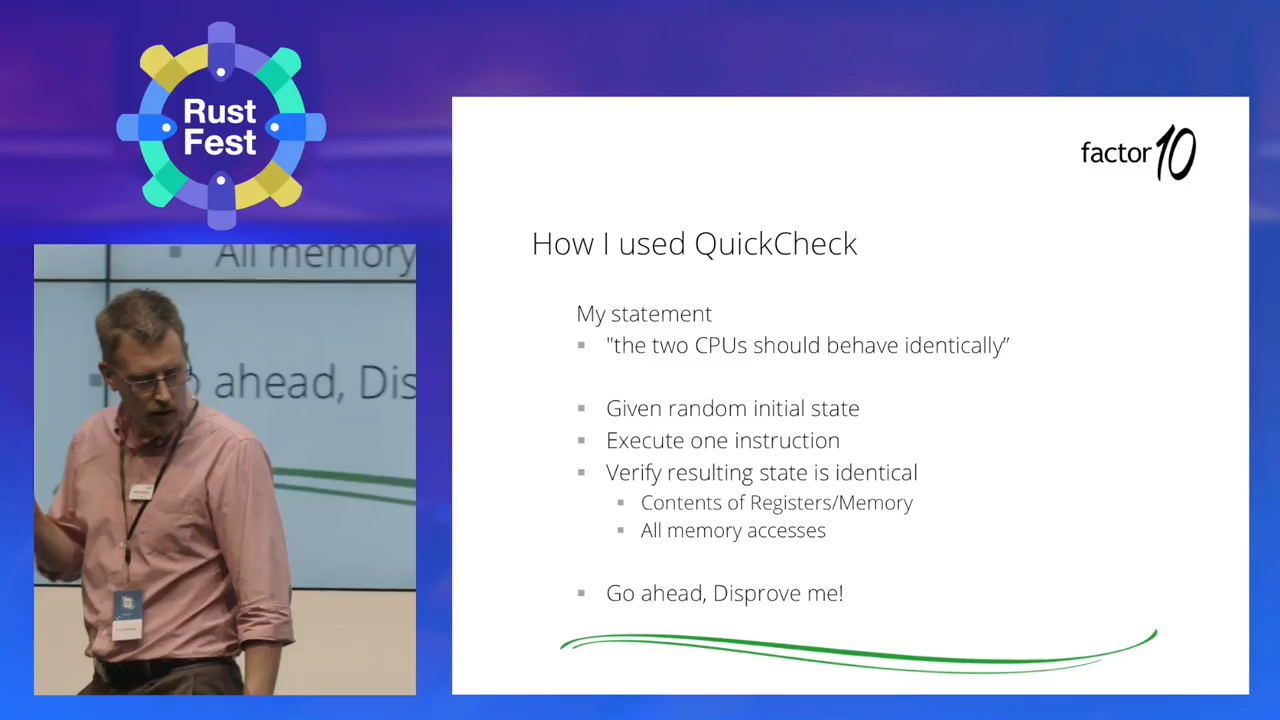 Rust
Fest
All memory
Go ahead, Dis
factor10
How I used QuickCheck
My statement
"the two CPUs should behave identically”
Given random initial state
Execute one instruction
Verify resulting state is identical
Contents of Registers/Memory
All memory accesses
Go ahead, Disprove me!